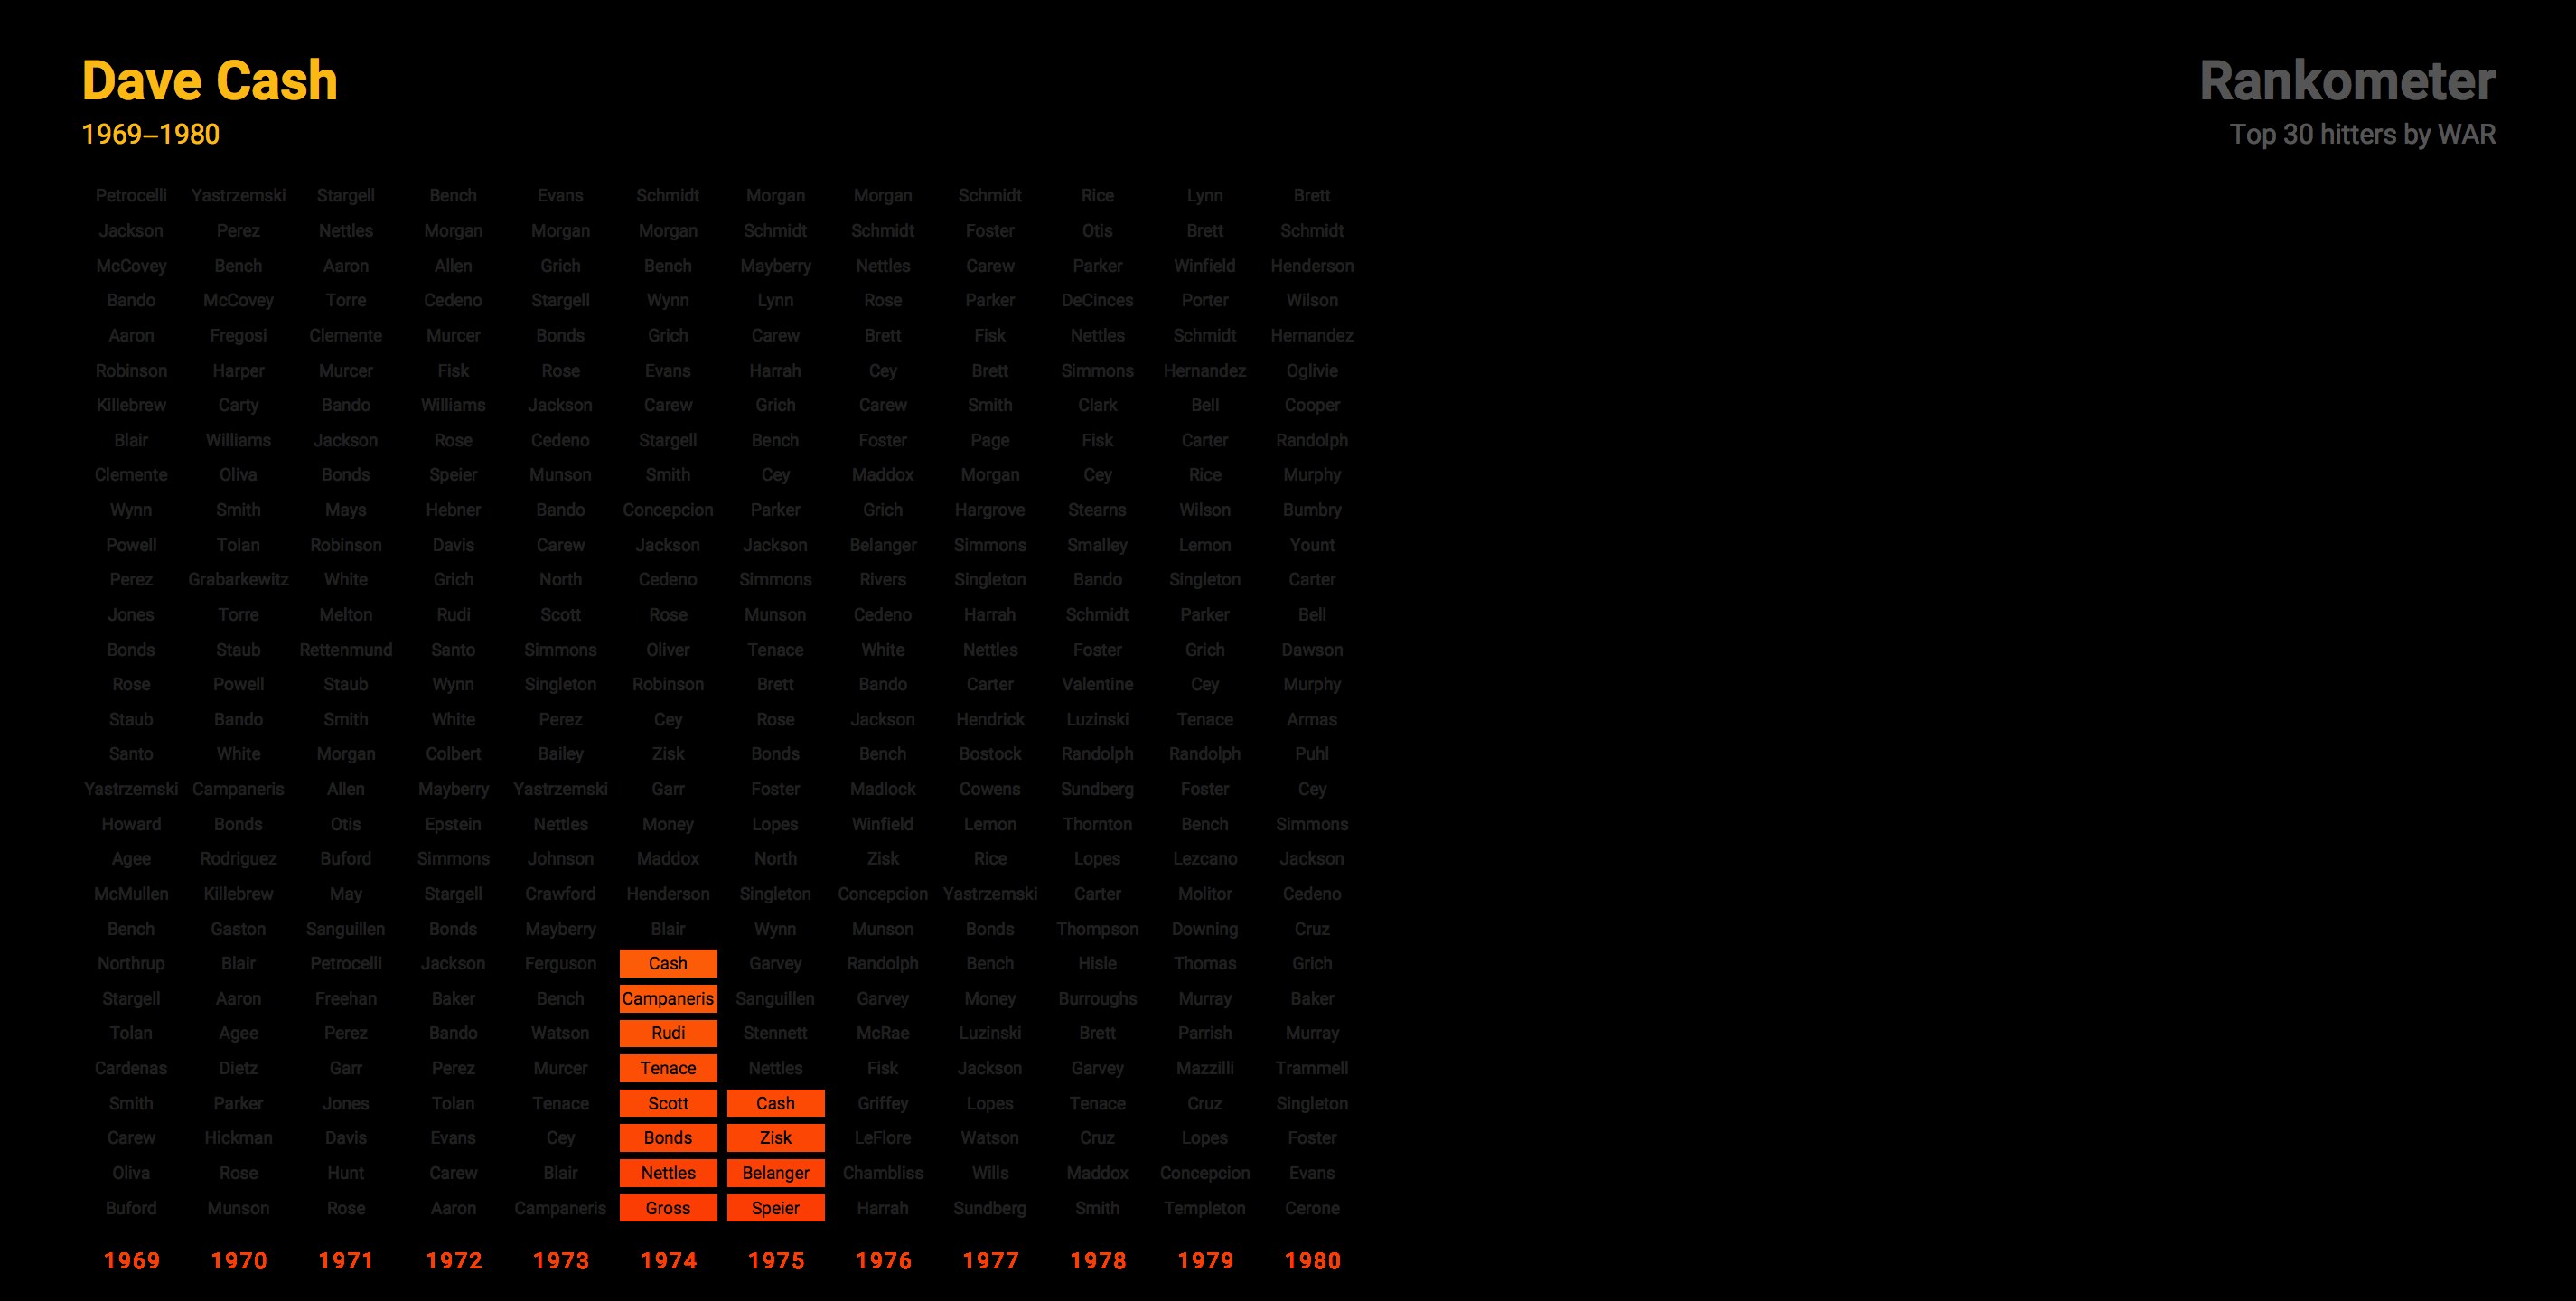 Dave Cash Rankometer
1969–1980 Top 30 hitters by WAR
Petrocelli Yastrzemski Stargell Bench Evans Schmidt Morgan Morgan Schmidt Rice Lynn Brett
Jackson Perez Nettles Morgan Morgan Morgan Schmidt Schmidt Foster Otis Brett Schmidt
McCovey Bench Aaron Allen Grich Bench Mayberry Nettles Carew Parker Winfield Henderson
Bando McCovey Torre Cedeno Stargell Wynn Lynn Rose Parker DeCinces Porter Wilson
Aaron Fregosi Clemente Murcer Bonds Grich Carew Brett Fisk Nettles Schmidt Hernandez
Robinson Harper Murcer Fisk Rose Evans Harrah Cey Brett Simmons Hernandez Oglivie
Killebrew Carty Bando Williams Jackson Carew Grich Carew Smith Clark Bell Cooper
Blair Williams Jackson Rose Cedeno Stargell Bench Foster Page Fisk Carter Randolph
Clemente Oliva Bonds Speier Munson Smith Cey Maddox Morgan Cey Rice Murphy
Wynn Smith Mays Hebner Bando Concepcion Parker Grich Hargrove Stearns Wilson Bumbry
Powell Tolan Robinson Davis Carew Jackson Jackson Belanger Simmons Smalley Lemon Yount
Perez Grabarkewitz White Grich North Cedeno Simmons Rivers Singleton Bando Singleton Carter
Jones Torre Melton Rudi Scott Rose Munson Cedeno Harrah Schmidt Parker Bell
Bonds Staub Rettenmund Santo Simmons Oliver Tenace White Nettles Foster Grich Dawson
Rose Powell Staub Wynn Singleton Robinson Brett Bando Carter Valentine Cey Murphy
Staub Bando Smith White Perez Cey Rose Jackson Hendrick Luzinski Tenace Armas
Santo White Morgan Colbert Bailey Zisk Bonds Bench Bostock Randolph Randolph Puhl
Yastrzemski Campaneris Allen Mayberry Yastrzemski Garr Foster Madlock Cowens Sundberg Foster Cey
Howard Bonds Otis Epstein Nettles Money Lopes Winfield Lemon Thornton Bench Simmons
Agee Rodriguez Buford Simmons Johnson Maddox North Zisk Rice Lopes Lezcano Jackson
McMullen Killebrew May Stargell Crawford Henderson Singleton Concepcion Yastrzemski Carter Molitor Cedeno
Bench Gaston Sanguillen Bonds Mayberry Blair Wynn Munson Bonds Thompson Downing Cruz
Northrup Blair Petrocelli Jackson Ferguson Cash Garvey Randolph Bench Hisle Thomas Grich
Stargell Aaron Freehan Baker Bench Campaneris Sanguillen Garvey Money Burroughs Murray Baker
Tolan Agee Perez Bando Watson Rudi Stennett McRae Luzinski Brett Parrish Murray
Cardenas Dietz Garr Perez Murcer Tenace Nettles Fisk Jackson Garvey Mazzilli Trammell
Smith Parker Jones Tolan Tenace Scott Cash Griffey Lopes Tenace Cruz Singleton
Carew Hickman Davis Evans Cey Bonds Zisk LeFlore Watson Cruz Lopes Foster
Oliva Rose Hunt Carew Blair Nettles Belanger Chambliss Wills Maddox Concepcion Evans
Buford Munson Rose Aaron Campaneris Gross Speier Harrah Sundberg Smith Templeton Cerone
1969 1970 1971 1972 1973 1974 1975 1976 1977 1978 1979 1980